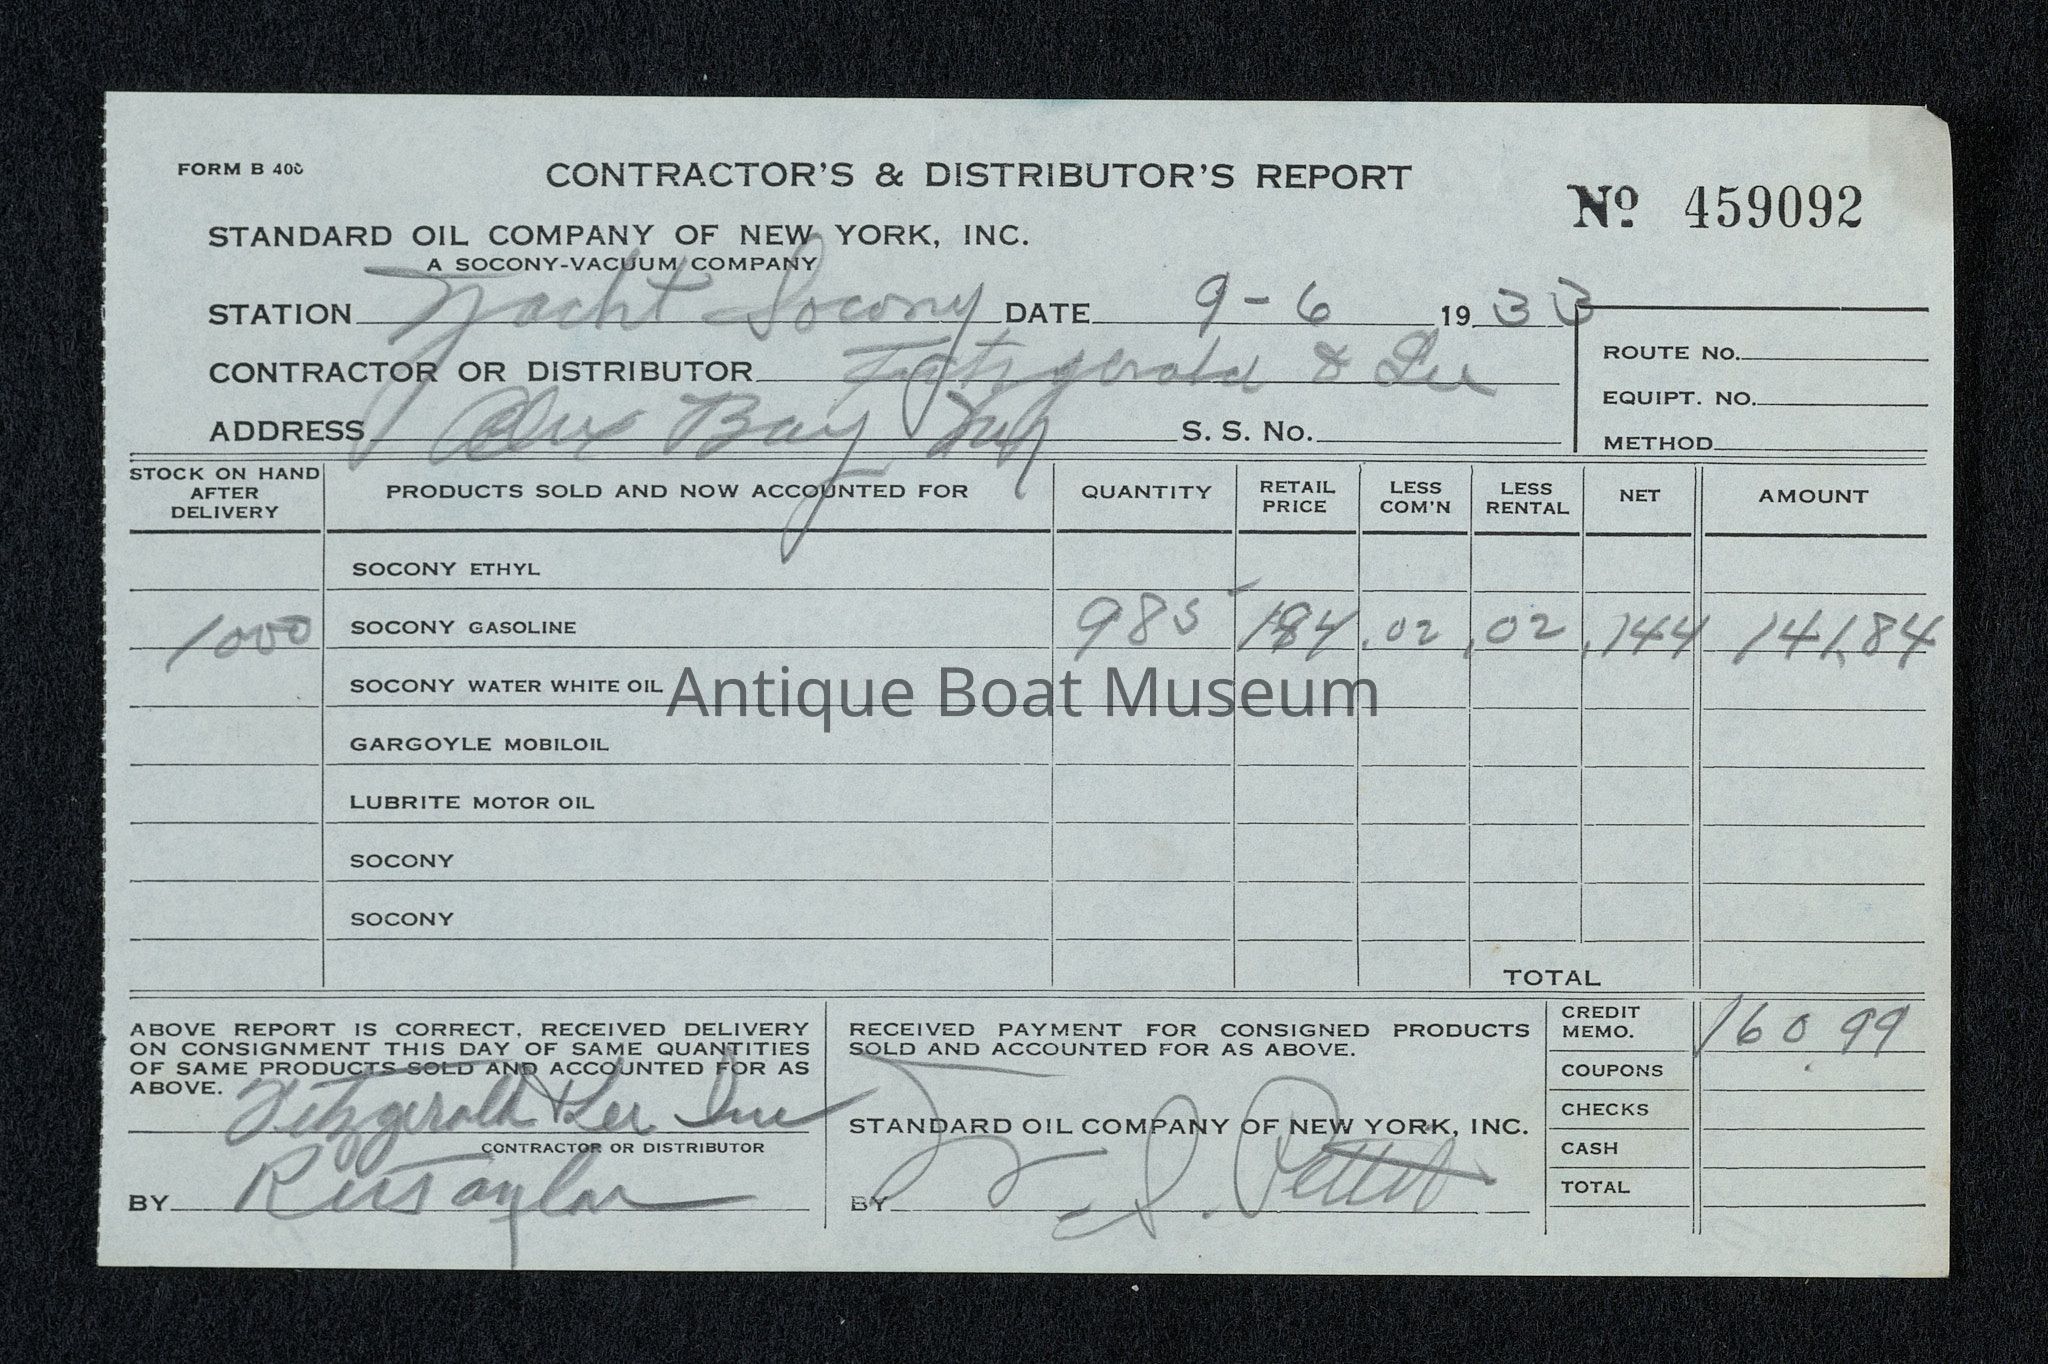 FORM B 400
CONTRACTOR'S & DISTRIBUTOR'S REPORT
No 459092
STANDARD OIL COMPANY OF NEW YORK, INC.
A SOCONY-VACUUM COMPANY
STATION Yacht Socony DATE 9-6 1933
ROUTE No.
CONTRACTOR OR DISTRIBUTOR Fitzgerald & Lee
EQUIPT. NO.
ADDRESS Alex Bay S. S. No.
METHOD
STOCK ON HAND AFTER DELIVERY PRODUCTS SOLD AND NOW ACCOUNTED FOR QUANTITY RETAIL PRICE LESS COM'N LESS RENTAL NET AMOUNT
SOCONY ETHYL
1000 SOCONY GASOLINE 985 184 .02 .02 .144 141.84
SOCONY WATER WHITE OIL
Antique Boat Museum
GARGOYLE MOBILOIL
LUBRITE MOTOR OIL
SOCONY
SOCONY
TOTAL
ABOVE REPORT IS CORRECT, RECEIVED DELIVERY
ON CONSIGNMENT THIS DAY OF SAME QUANTITIES
OF SAME PRODUCTS SOLD AND ACCOUNTED FOR AS
ABOVE.
Fitzgerald & Lee Inc
CONTRACTOR OR DISTRIBUTOR
BY Taylor
RECEIVED PAYMENT FOR CONSIGNED PRODUCTS
SOLD AND ACCOUNTED FOR AS ABOVE.
STANDARD OIL COMPANY OF NEW YORK, INC.
BY Pettit
CREDIT MEMO. 160.99
COUPONS
CHECKS
CASH
TOTAL